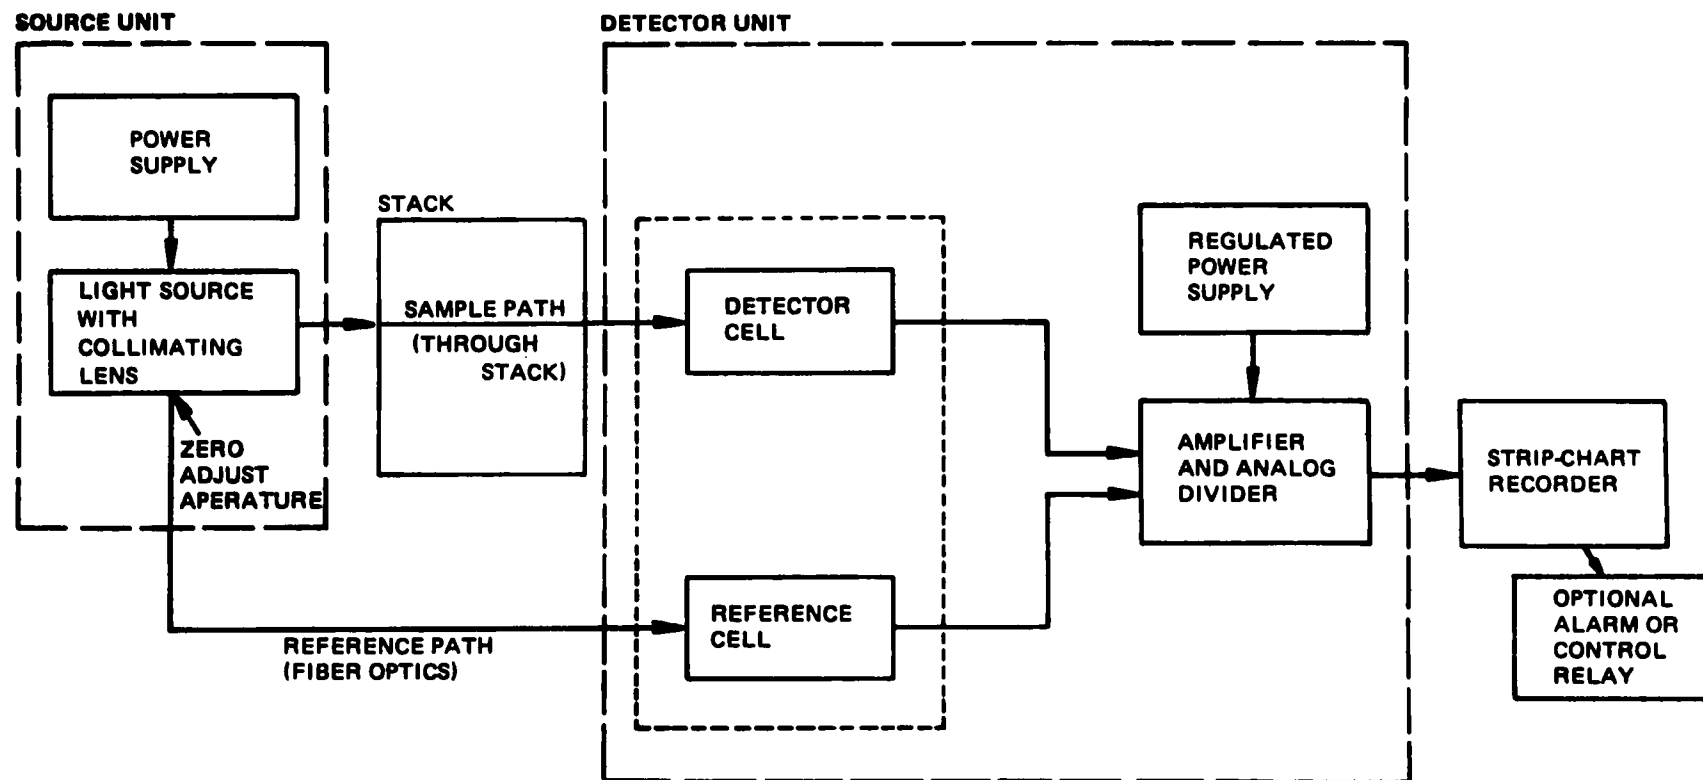 SOURCE UNIT
POWER
SUPPLY
LIGHT SOURCE
WITH
COLLIMATING
LENS
ZERO
ADJUST
APERATURE
STACK
SAMPLE PATH
(THROUGH
STACK)
REFERENCE PATH
(FIBER OPTICS)
DETECTOR UNIT
DETECTOR
CELL
REFERENCE
CELL
REGULATED
POWER
SUPPLY
AMPLIFIER
AND ANALOG
DIVIDER
STRIP-CHART
RECORDER
OPTIONAL
ALARM OR
CONTROL
RELAY